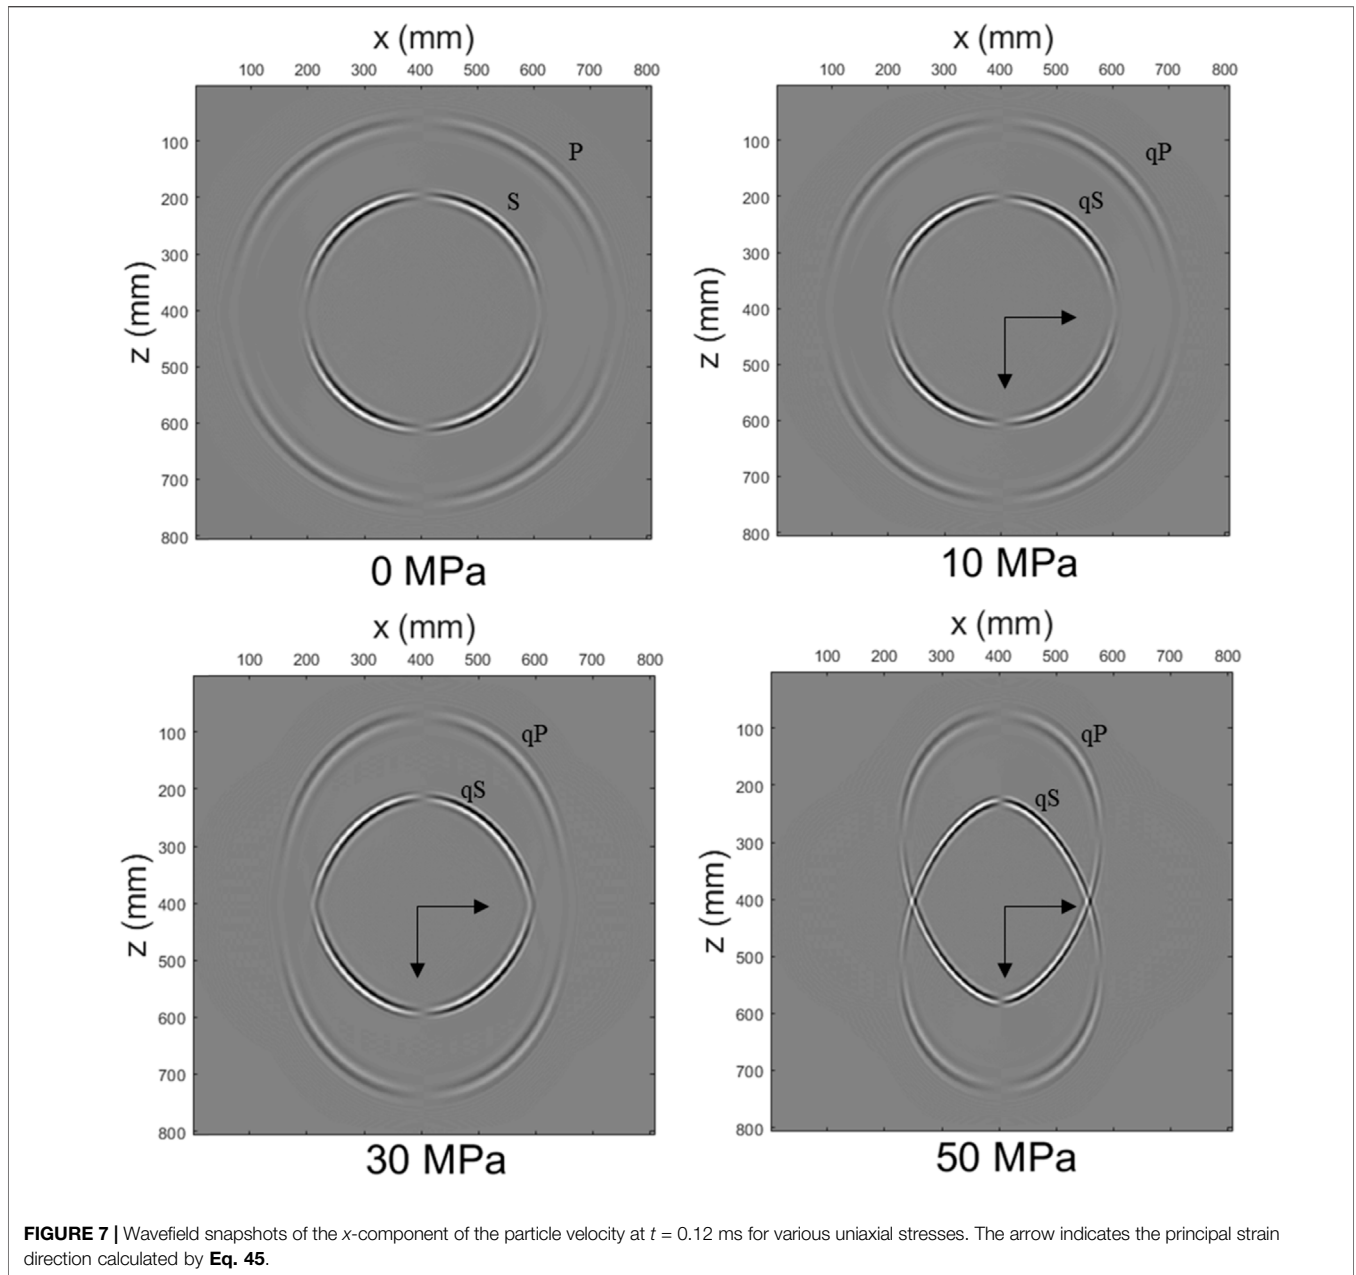 x (mm)
100 200 300 400 500 600 700 800
z (mm)
100
200
300
400
500
600
700
800
P
S
0 MPa
x (mm)
100 200 300 400 500 600 700 800
z (mm)
100
200
300
400
500
600
700
800
qP
qS
10 MPa
x (mm)
100 200 300 400 500 600 700 800
z (mm)
100
200
300
400
500
600
700
800
qP
qS
30 MPa
x (mm)
100 200 300 400 500 600 700 800
z (mm)
100
200
300
400
500
600
700
800
qP
qS
50 MPa
FIGURE 7 | Wavefield snapshots of the x-component of the particle velocity at t = 0.12 ms for various uniaxial stresses. The arrow indicates the principal strain
direction calculated by Eq. 45.